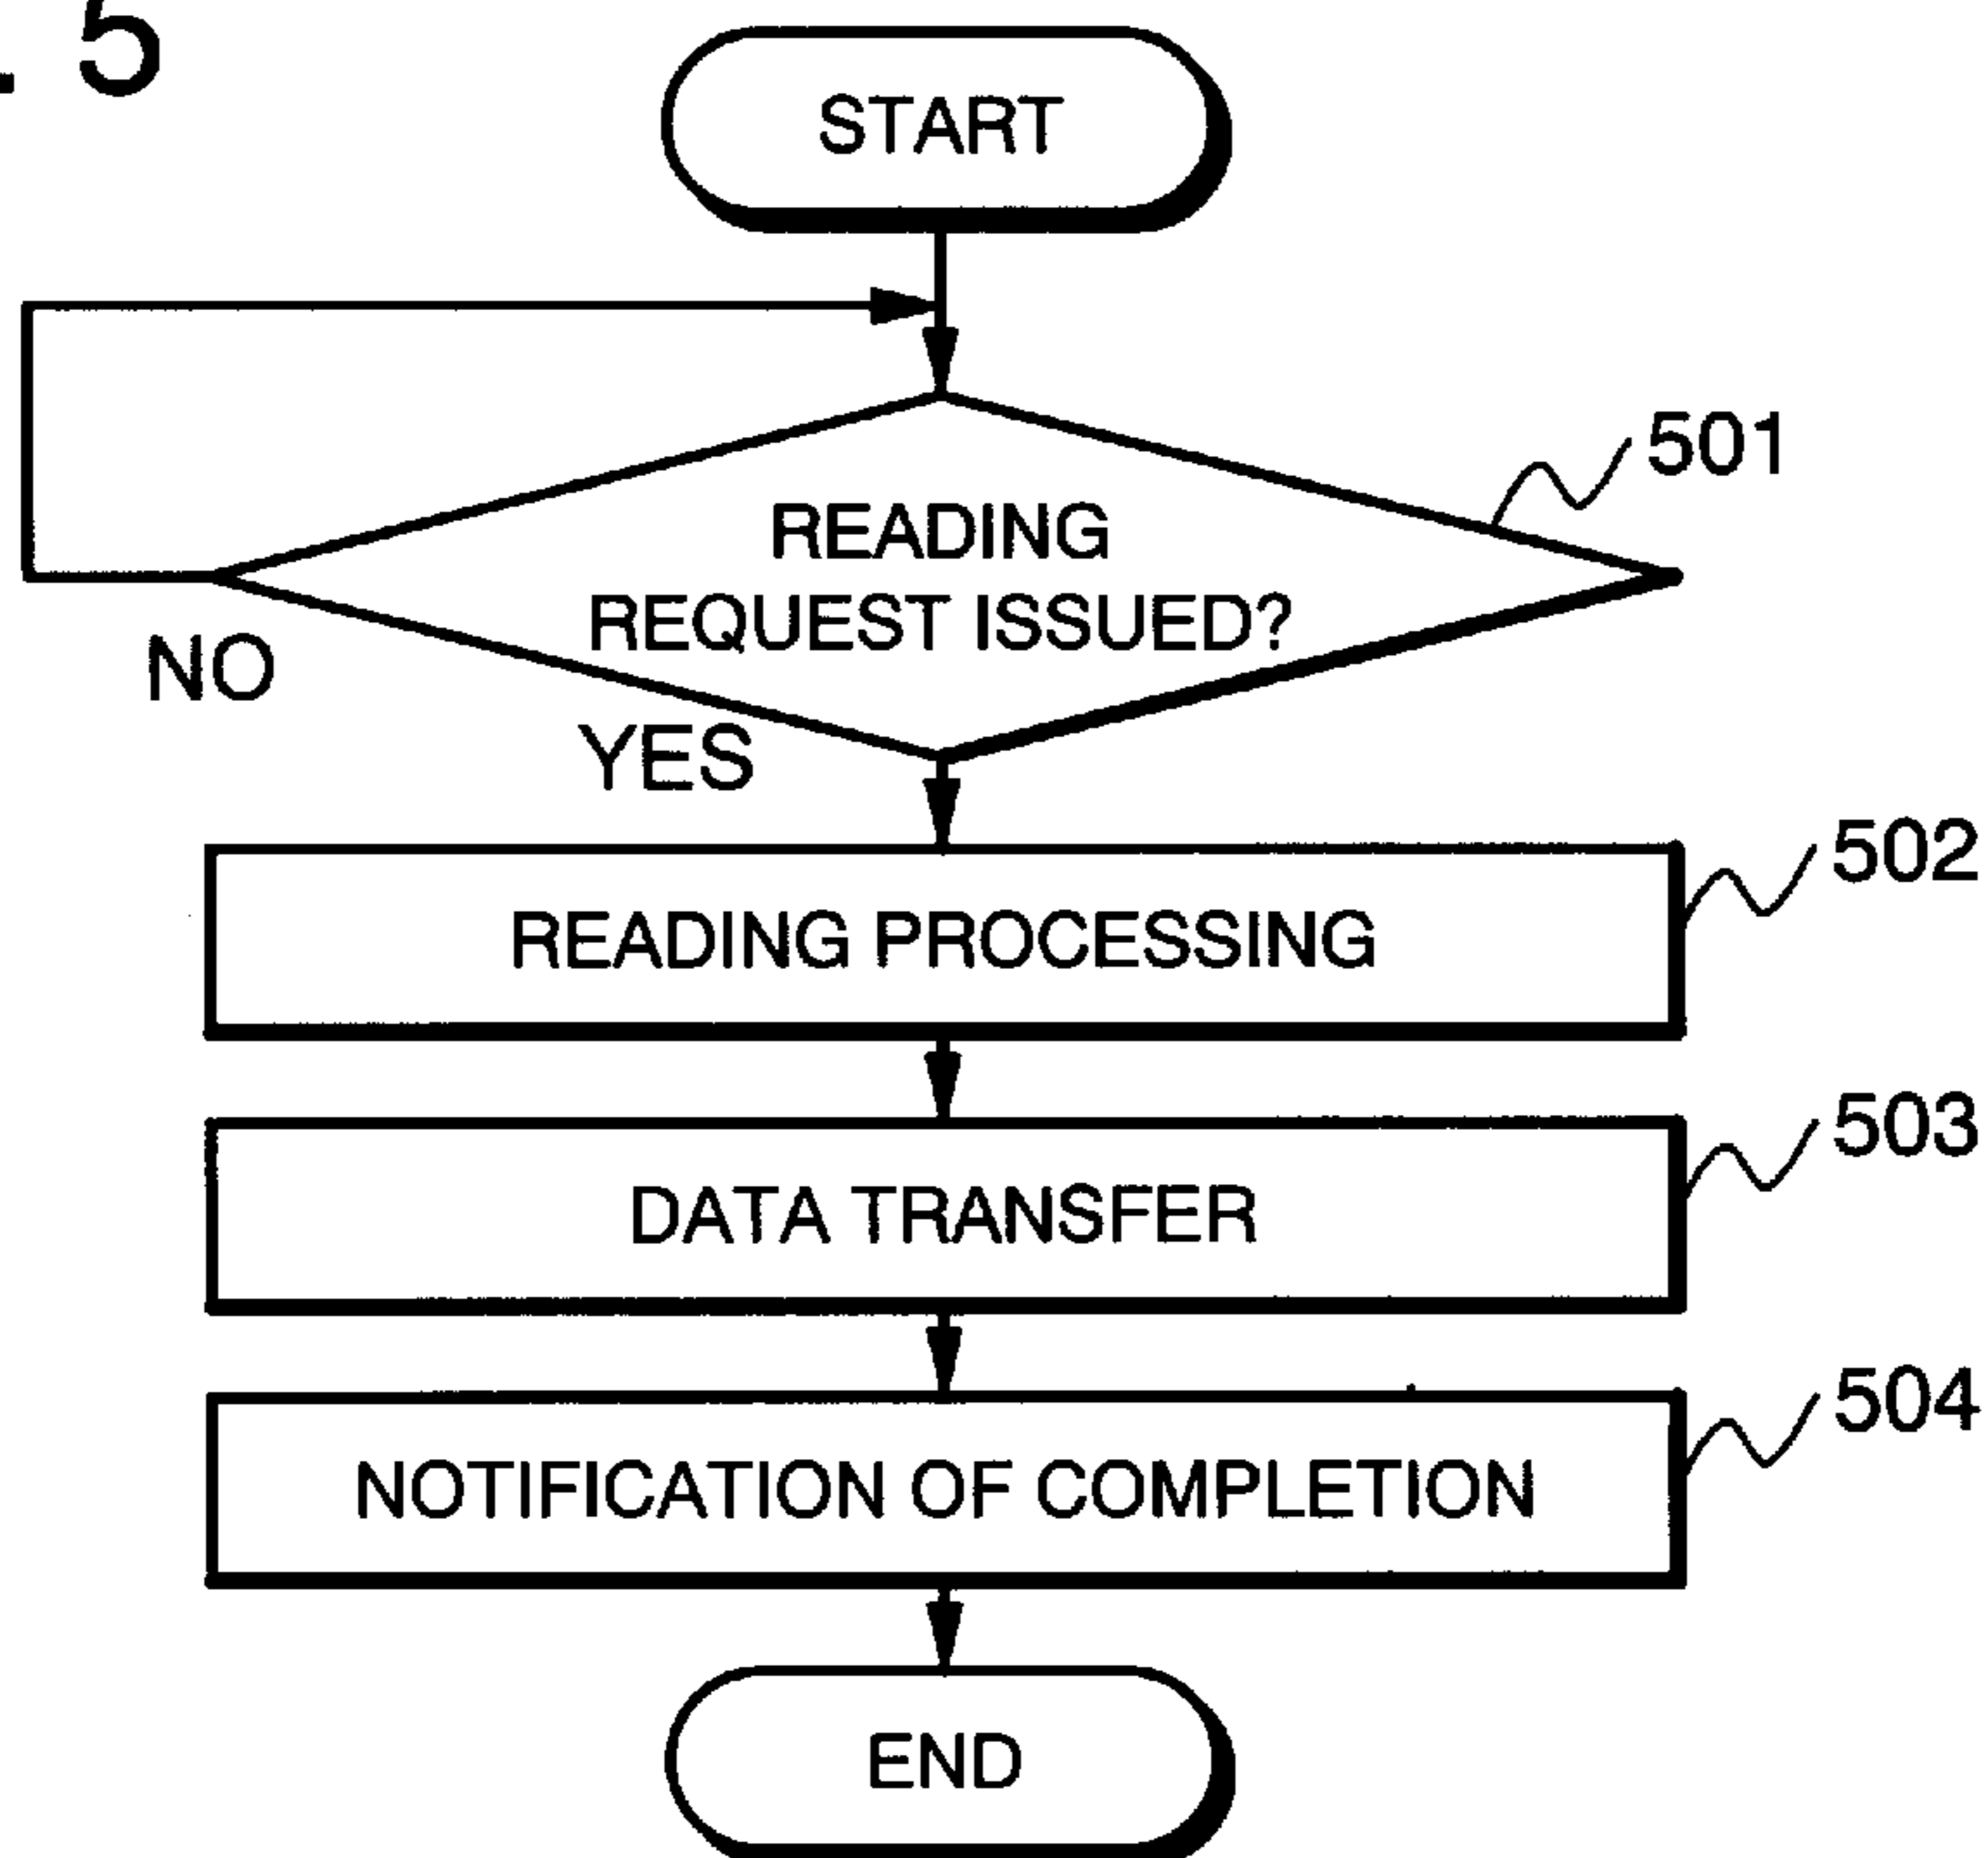 . 5
START
501
READING
REQUEST ISSUED?
NO
YES
502
READING PROCESSING
503
DATA TRANSFER
504
NOTIFICATION OF COMPLETION
END